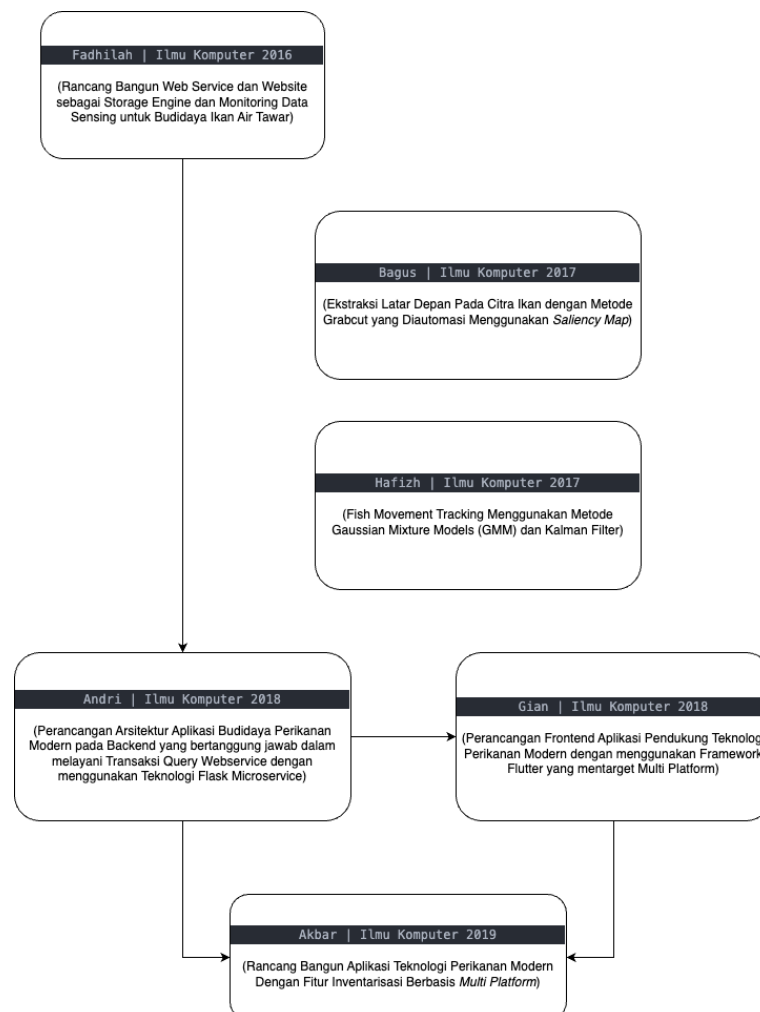 Fadhilah | Ilmu Komputer 2016
(Rancang Bangun Web Service dan Website
sebagai Storage Engine dan Monitoring Data
Sensing untuk Budidaya Ikan Air Tawar)
Bagus | Ilmu Komputer 2017
(Ekstraksi Latar Depan Pada Citra Ikan dengan Metode
Grabcut yang Diautomasi Menggunakan Saliency Map)
Hafizh | Ilmu Komputer 2017
(Fish Movement Tracking Menggunakan Metode
Gaussian Mixture Models (GMM) dan Kalman Filter)
Andri | Ilmu Komputer 2018
(Perancangan Arsitektur Aplikasi Budidaya Perikanan
Modern pada Backend yang bertanggung jawab dalam
melayani Transaksi Query Webservice dengan
menggunakan Teknologi Flask Microservice)
Gian | Ilmu Komputer 2018
(Perancangan Frontend Aplikasi Pendukung Teknolog
Perikanan Modern dengan menggunakan Framework
Flutter yang mentarget Multi Platform)
Akbar | Ilmu Komputer 2019
(Rancang Bangun Aplikasi Teknologi Perikanan Modern
Dengan Fitur Inventarisasi Berbasis Multi Platform)